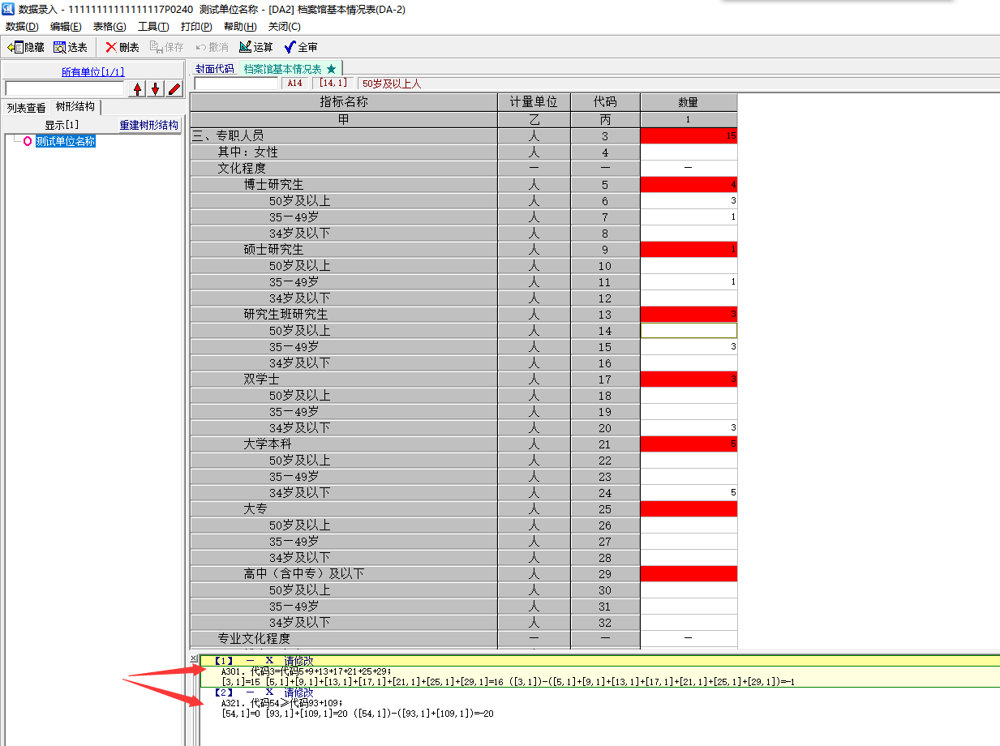 数据录入 - 11111111111111117P0240 测试单位名称 - [DA2] 档案馆基本情况表(DA-2)
数据(D) 编辑(E) 表格(G) 工具(T) 打印(P) 帮助(H) 关闭(C)
隐藏 选表 删表 保存 撤消 运算 全审
所有单位[1/1]
列表查看 树形结构
显示[1] 重建树形结构
测试单位名称
封面代码 档案馆基本情况表 ★
A14 [14,1] 50岁及以上人
指标名称 计量单位 代码 数量
甲 乙 丙 1
三、专职人员 人 3 15
其中：女性 人 4
文化程度 — — —
博士研究生 人 5 4
50岁及以上 人 6 3
35－49岁 人 7 1
34岁及以下 人 8
硕士研究生 人 9 1
50岁及以上 人 10
35－49岁 人 11 1
34岁及以下 人 12
研究生班研究生 人 13 3
50岁及以上 人 14
35－49岁 人 15 3
34岁及以下 人 16
双学士 人 17 3
50岁及以上 人 18
35－49岁 人 19
34岁及以下 人 20 3
大学本科 人 21 5
50岁及以上 人 22
35－49岁 人 23
34岁及以下 人 24 5
大专 人 25
50岁及以上 人 26
35－49岁 人 27
34岁及以下 人 28
高中（含中专）及以下 人 29
50岁及以上 人 30
35－49岁 人 31
34岁及以下 人 32
专业文化程度 — — —
【1】 — X 请修改
A301. 代码3=代码5+9+13+17+21+25+29;
[3,1]=15 [5,1]+[9,1]+[13,1]+[17,1]+[21,1]+[25,1]+[29,1]=16 ([3,1])-([5,1]+[9,1]+[13,1]+[17,1]+[21,1]+[25,1]+[29,1])=-1
【2】 — X 请修改
A321. 代码54≥代码93+109;
[54,1]=0 [93,1]+[109,1]=20 ([54,1])-([93,1]+[109,1])=-20